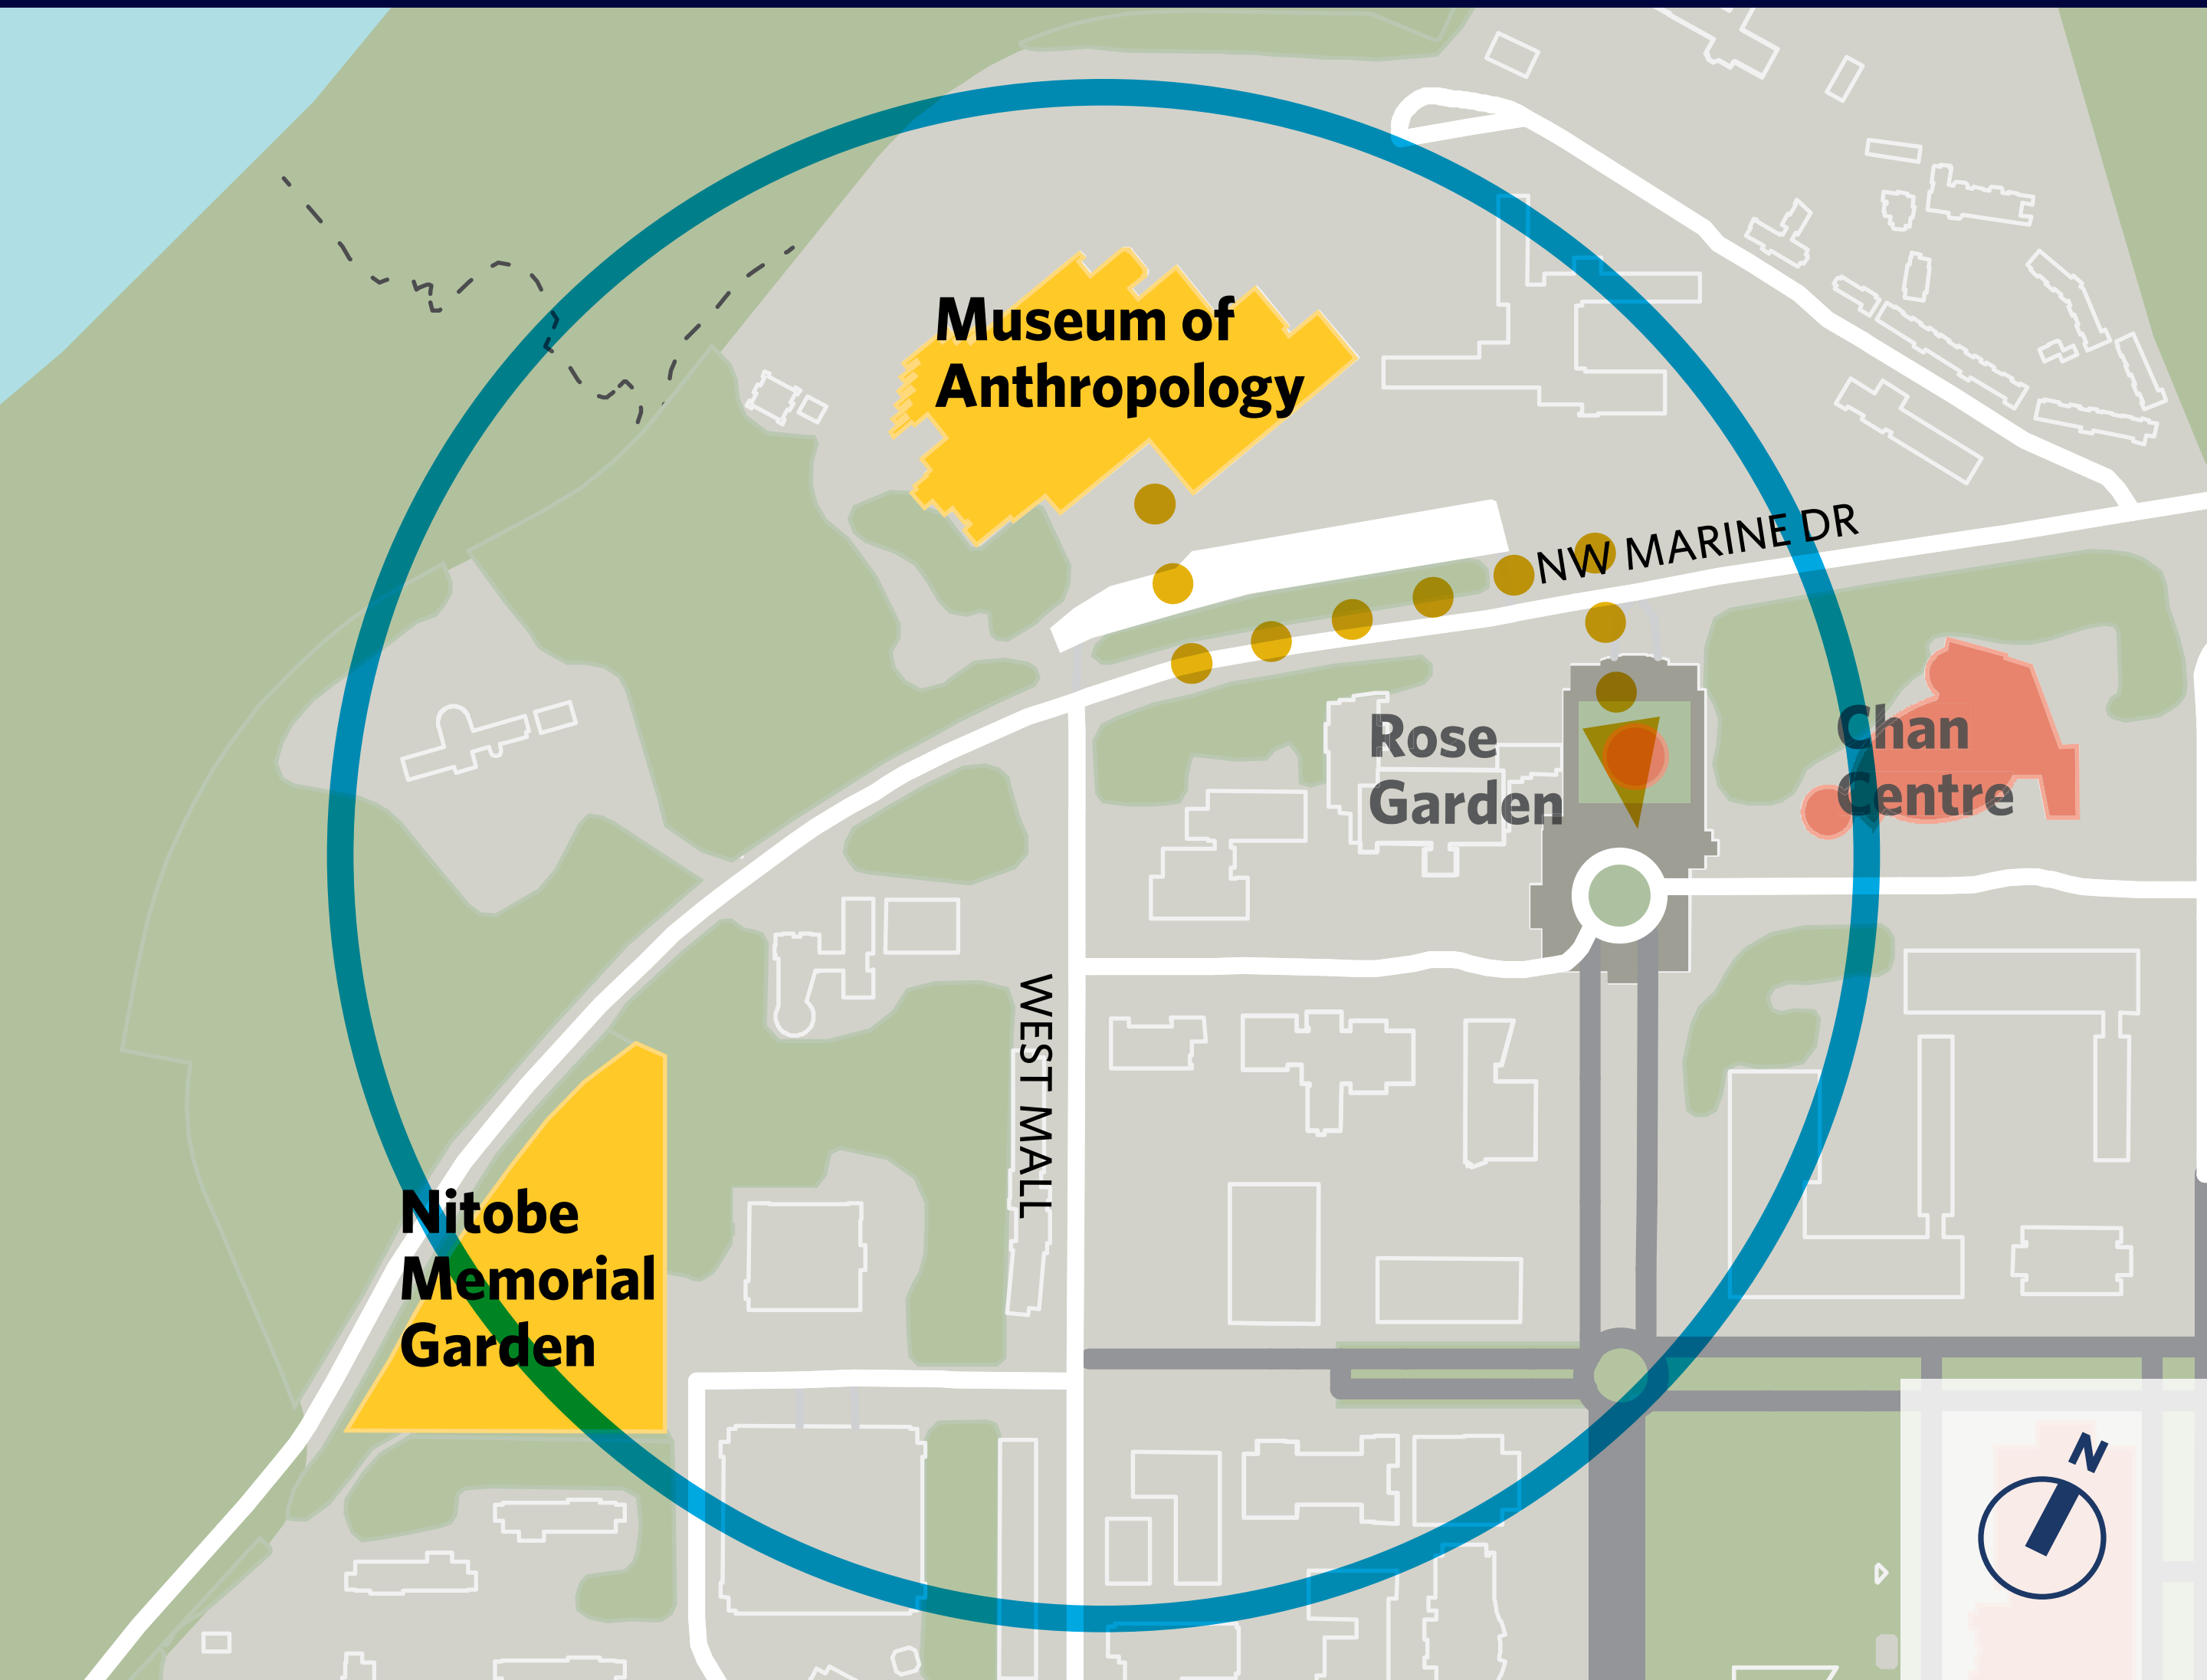 Museum of
Anthropology
NW MARINE DR
Rose
Garden
Chan
Centre
WEST MALL
Nitobe
Memorial
Garden
N